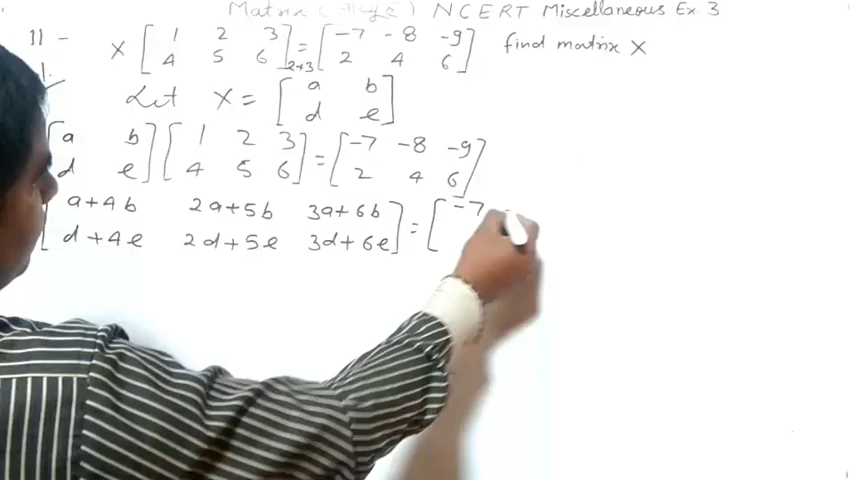 Matrix ( ) NCERT Miscellaneous Ex 3
11 - X [ 1 2 3 = [ -7 -8 -9 find matrix X
4 5 6 ]2+3 2 4 6 ]
1.
Let X = [ a b
d e ]
[ a b ] [ 1 2 3 ] = [ -7 -8 -9
d e 4 5 6 2 4 6 ]
a+4b 2a+5b 3a+6b ] = [ -7
d+4e 2d+5e 3d+6e